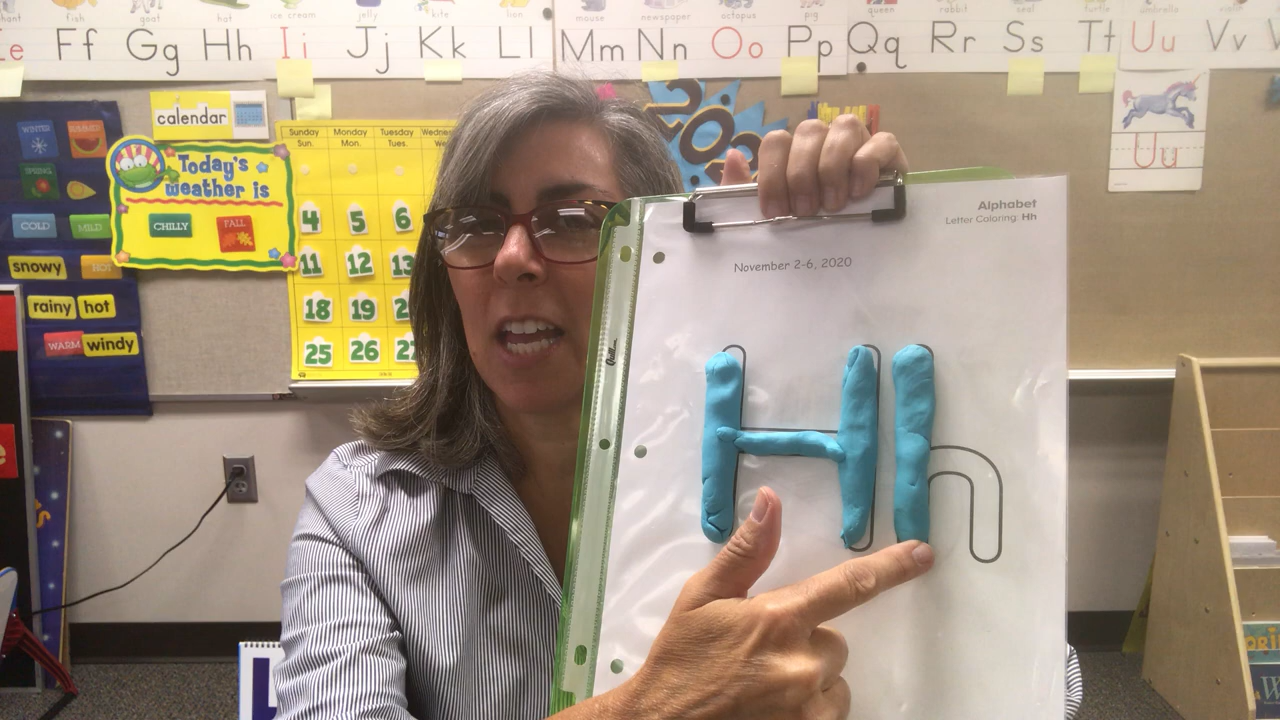 fish goat hat ice cream jelly kite lion mouse newspaper octopus pig queen rabbit seal turtle umbrella
Ee Ff Gg Hh Ii Jj Kk Ll Mm Nn Oo Pp Qq Rr Ss Tt Uu Vv
calendar
WINTER SUMMER
SPRING
COLD MILD
snowy HOT
rainy hot
WARM windy
Today's
weather is
CHILLY FALL
Sunday Monday Tuesday
Sun. Mon. Tues.
4 5 6
11 12 13
18 19
25 26 27
Uu
Alphabet
Letter Coloring: Hh
November 2-6, 2020
Quill
Hh